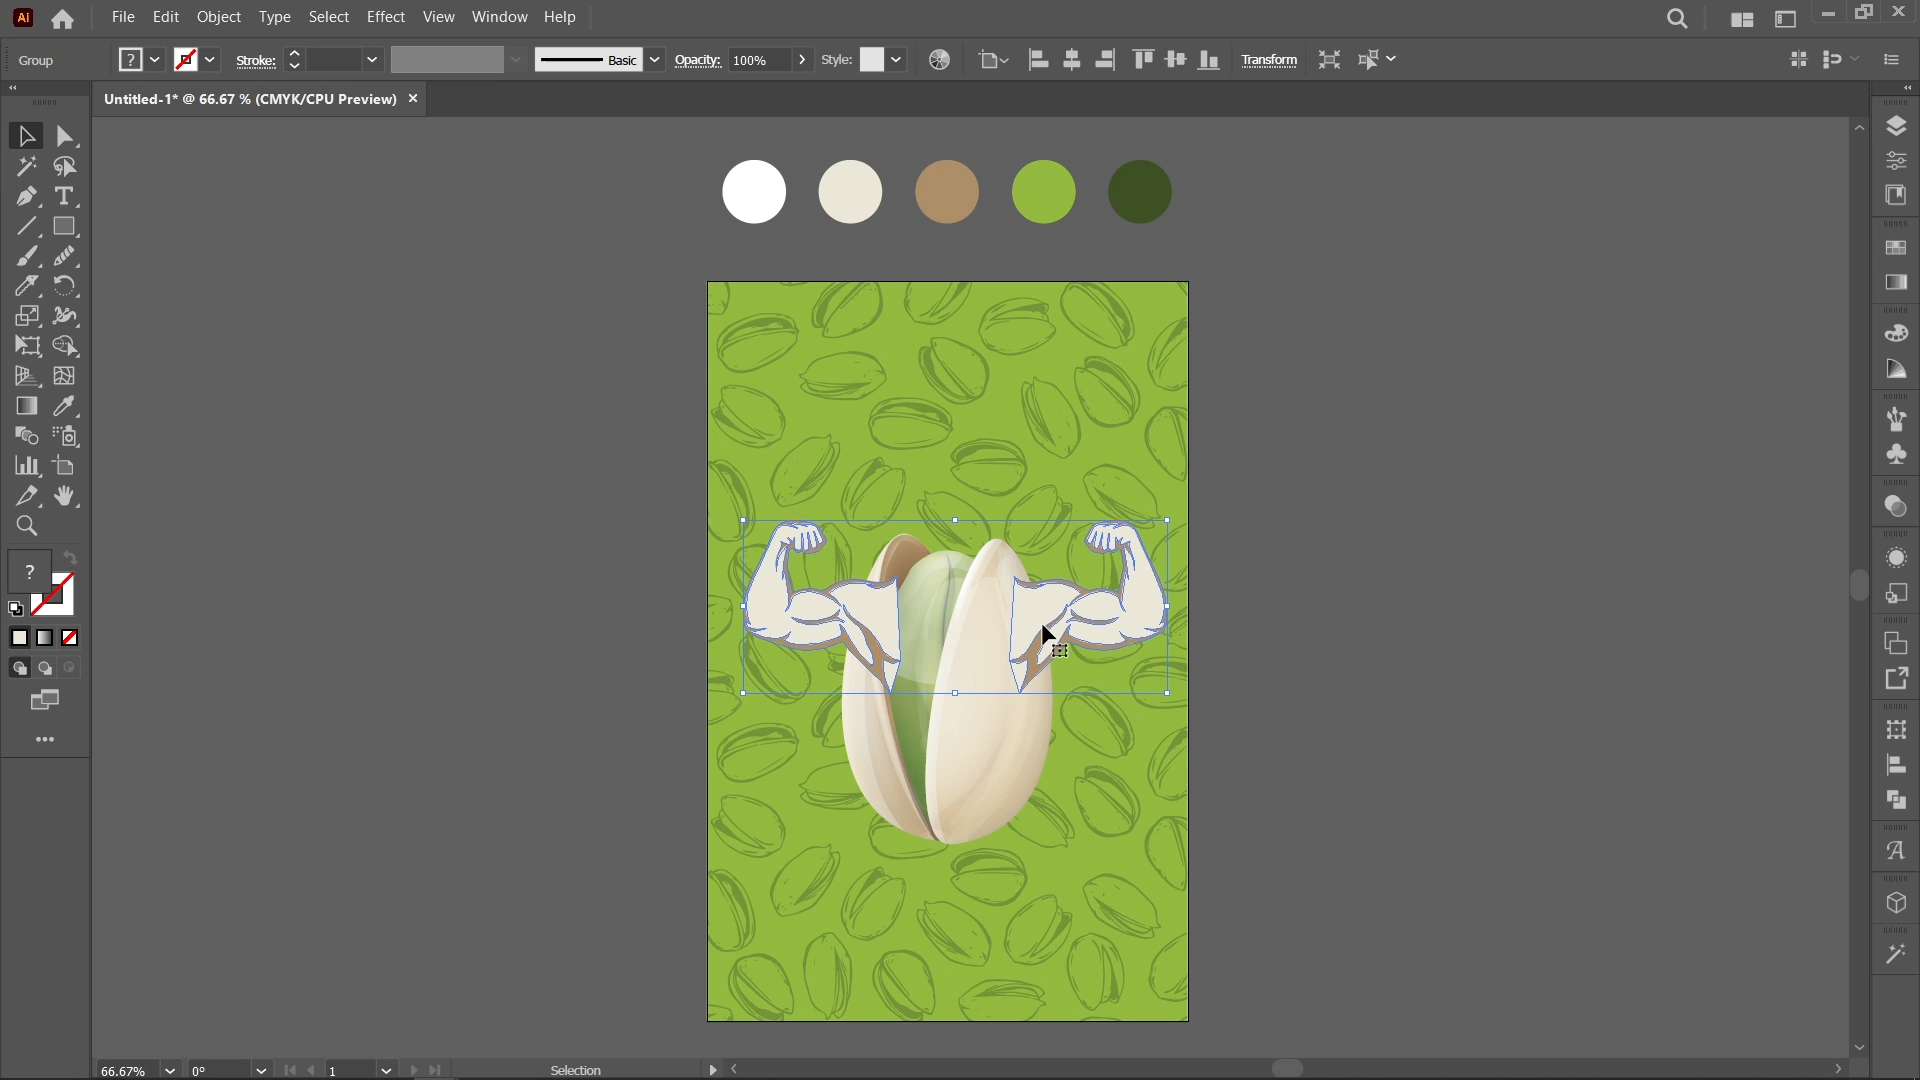 Ai File Edit Object Type Select Effect View Window Help
Group ? Stroke: Basic Opacity: 100% Style: Transform
Untitled-1* @ 66.67 % (CMYK/CPU Preview) ×
T
?
A
66.67% 0° 1 Selection